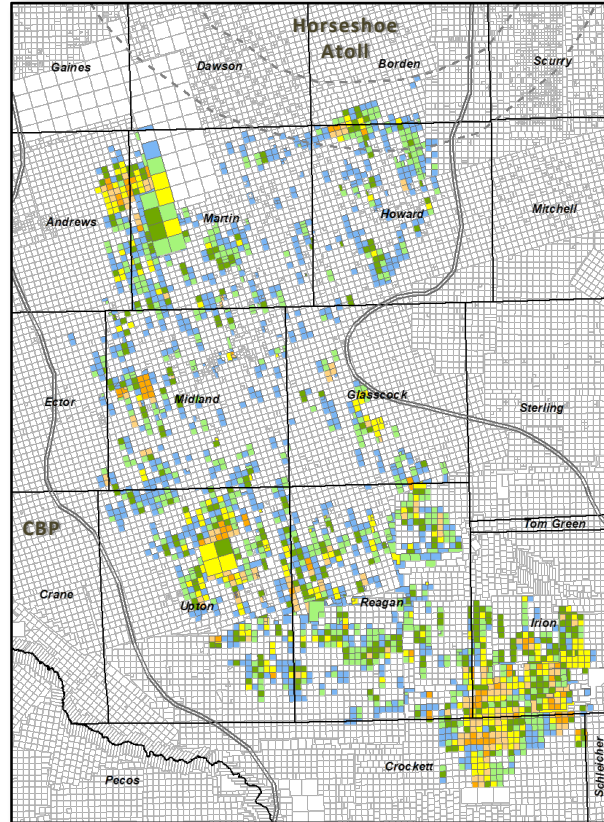 Horseshoe
Atoll
Gaines
Dawson
Borden
Scurry
Andrews
Martin
Howard
Mitchell
Ector
Midland
Glasscock
Sterling
CBP
Tom Green
Crane
Upton
Reagan
Irion
Crockett
Pecos
Schleicher